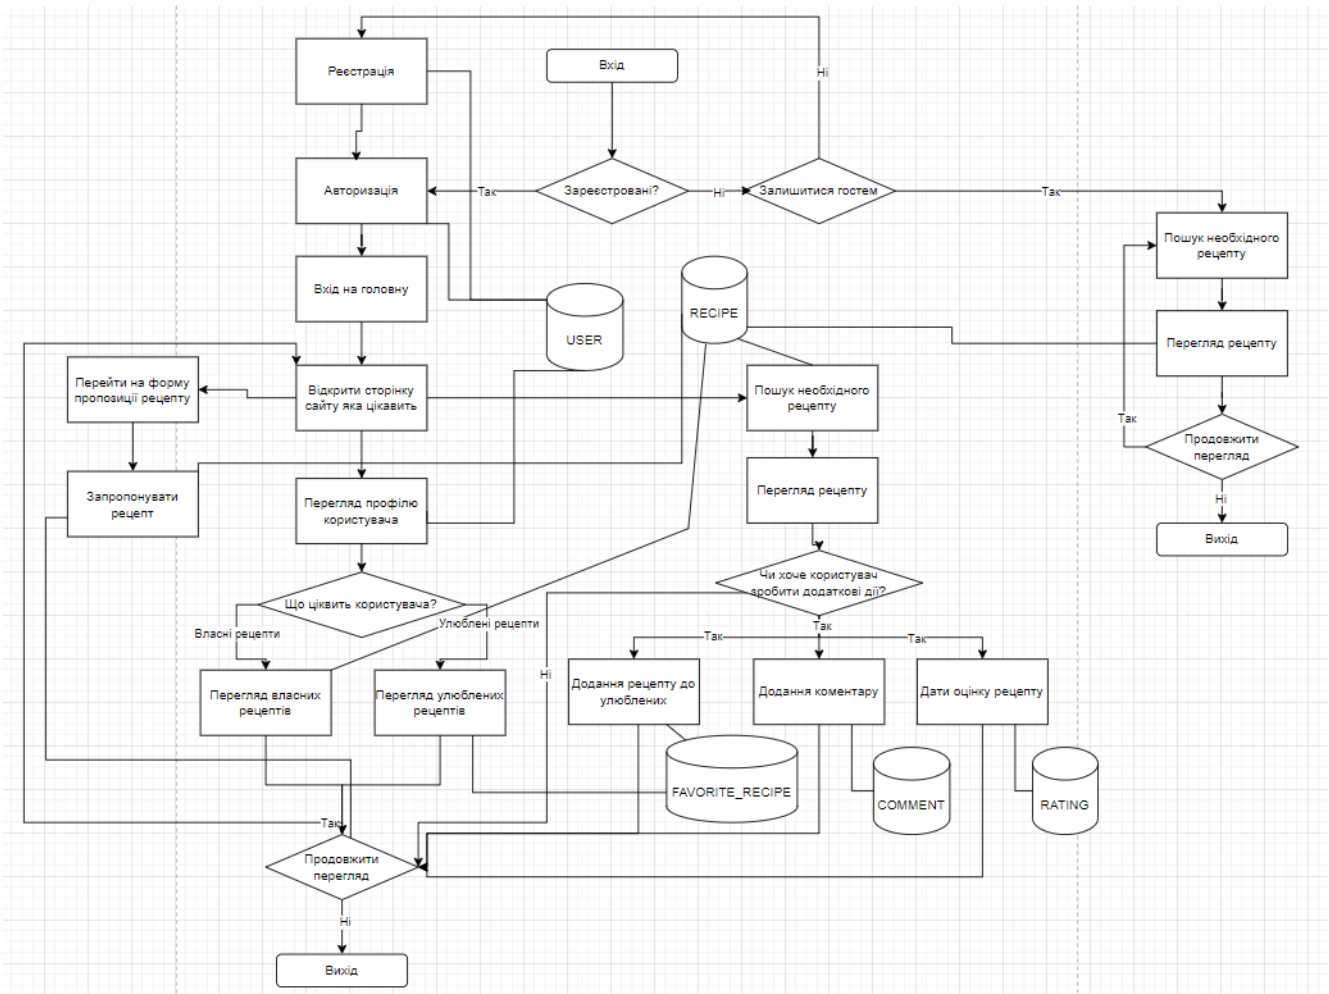 Вхід
Ні
Реєстрація
Авторизація
Так
Зареєстровані?
Ні
Залишитися гостем
Так
Пошук необхідного
рецепту
Вхід на головну
USER
RECIPE
Перегляд рецепту
Перейти на форму
пропозиції рецепту
Відкрити сторінку
сайту яка цікавить
Пошук необхідного
рецепту
Так
Продовжити
перегляд
Запропонувати
рецепт
Перегляд профілю
користувача
Перегляд рецепту
Ні
Вихід
Чи хоче користувач
зробити додаткові дії?
Що ціквить користувача?
Власні рецепти
Улюблені рецепти
Так
Так
Так
Ні
Перегляд власних
рецептів
Перегляд улюблених
рецептів
Додання рецепту до
улюблених
Додання коментару
Дати оцінку рецепту
FAVORITE_RECIPE
COMMENT
RATING
Так
Продовжити
перегляд
Ні
Вихід